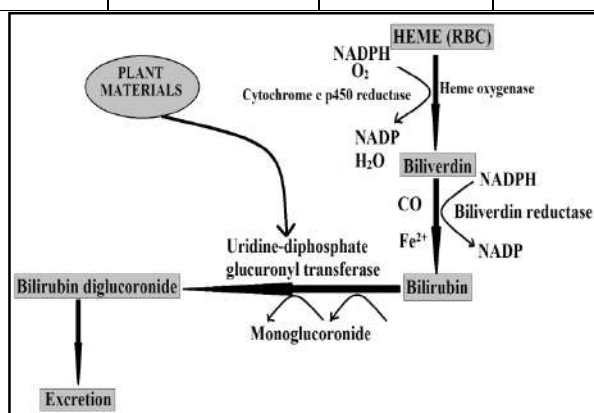 HEME (RBC)
NADPH
O₂
Cytochrome c p450 reductase
Heme oxygenase
PLANT
MATERIALS
NADP
H₂O
Biliverdin
NADPH
CO
Biliverdin reductase
Fe²⁺
NADP
Uridine-diphosphate
glucuronyl transferase
Bilirubin diglucoronide
Bilirubin
Monoglucoronide
Excretion